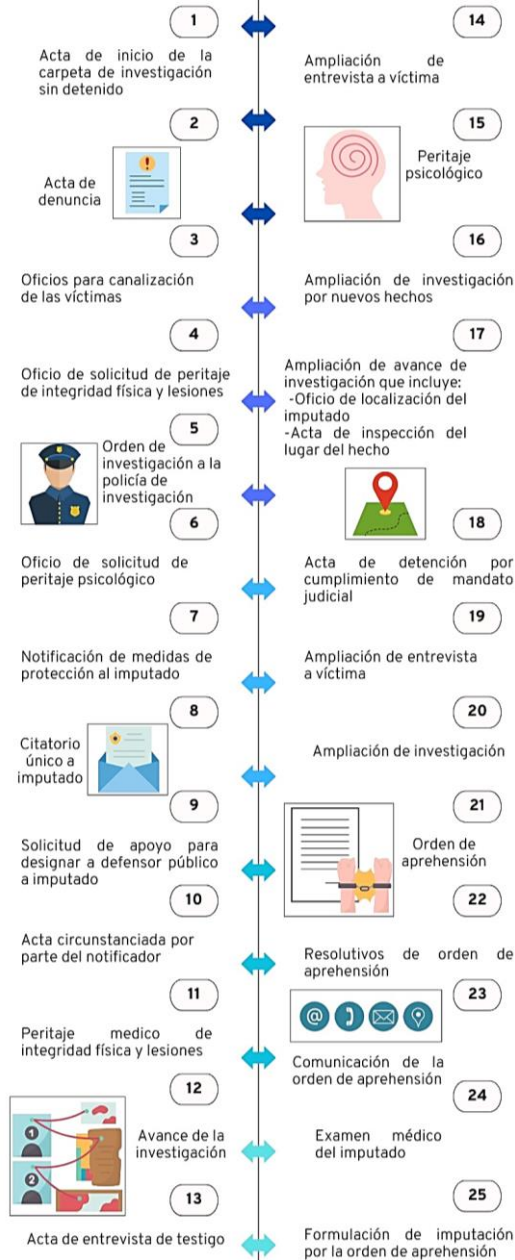 1
Acta de inicio de la
carpeta de investigación
sin detenido
2
Acta de
denuncia
3
Oficios para canalización
de las víctimas
4
Oficio de solicitud de peritaje
de integridad física y lesiones
5
Orden de
investigación a la
policía de
investigación
6
Oficio de solicitud de
peritaje psicológico
7
Notificación de medidas de
protección al imputado
8
Citatorio
único a
imputado
9
Solicitud de apoyo para
designar a defensor público
a imputado
10
Acta circunstanciada por
parte del notificador
11
Peritaje medico de
integridad física y lesiones
12
1
2
Avance de la
investigación
13
Acta de entrevista de testigo
14
Ampliación de
entrevista a víctima
15
Peritaje
psicológico
16
Ampliación de investigación
por nuevos hechos
17
Ampliación de avance de
investigación que incluye:
-Oficio de localización del
imputado
-Acta de inspección del
lugar del hecho
18
Acta de detención por
cumplimiento de mandato
judicial
19
Ampliación de entrevista
a víctima
20
Ampliación de investigación
21
Orden de
aprehensión
22
Resolutivos de orden de
aprehensión
23
@
Comunicación de la
orden de aprehensión
24
Examen médico
del imputado
25
Formulación de imputación
por la orden de aprehensión